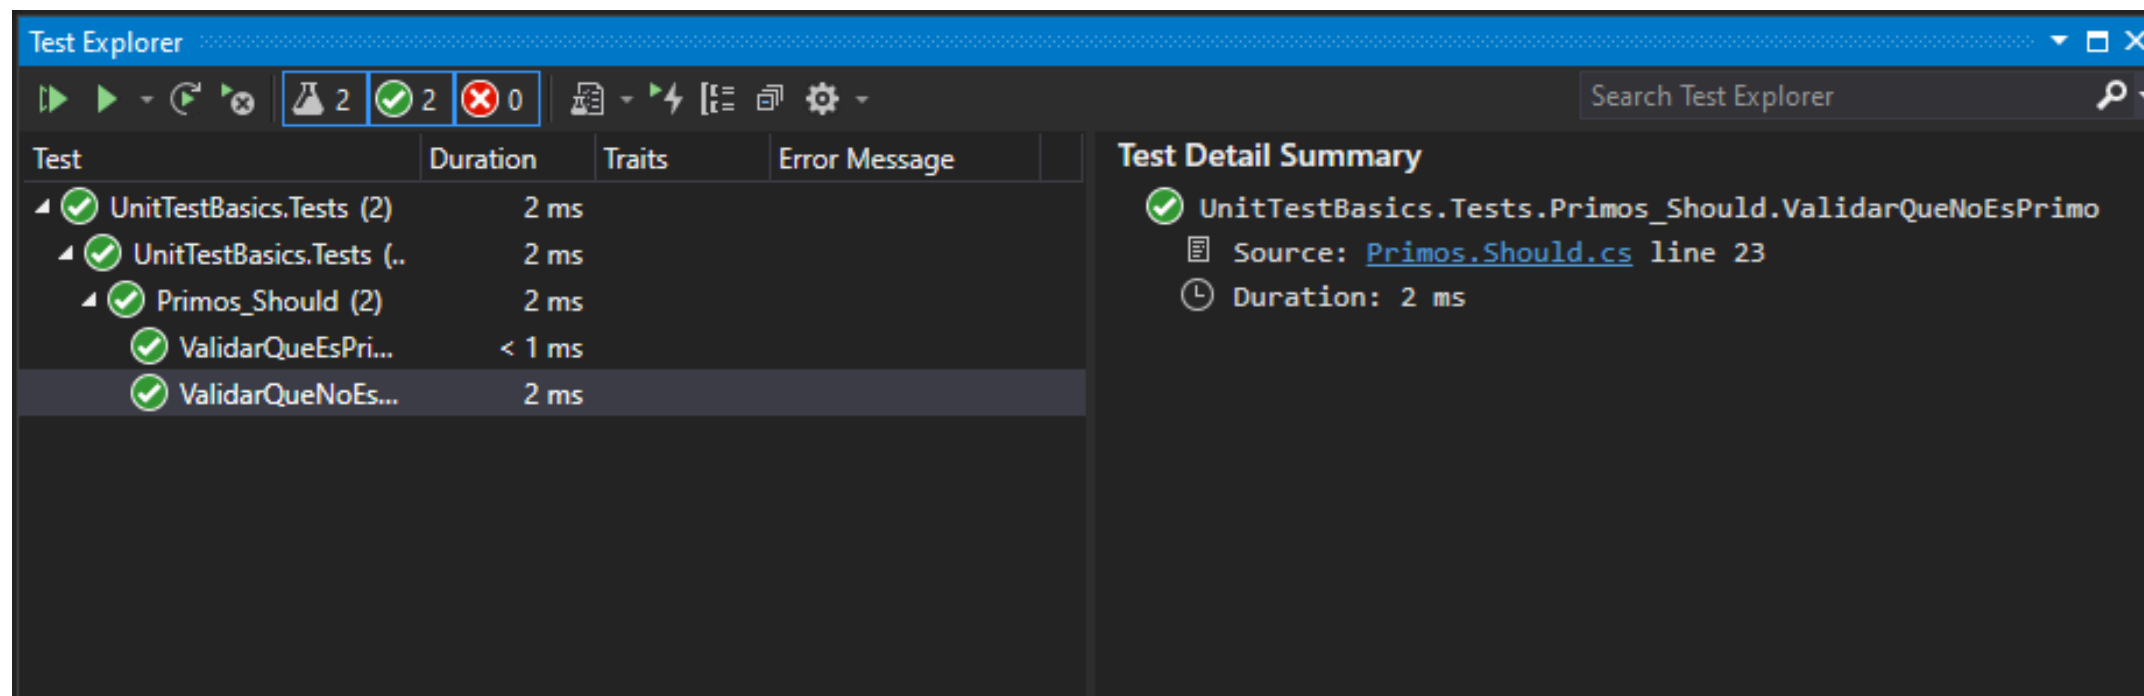 Test Explorer
2 2 0
Search Test Explorer
Test Duration Traits Error Message
UnitTestBasics.Tests (2) 2 ms
UnitTestBasics.Tests (.. 2 ms
Primos_Should (2) 2 ms
ValidarQueEsPri... < 1 ms
ValidarQueNoEs... 2 ms
Test Detail Summary
UnitTestBasics.Tests.Primos_Should.ValidarQueNoEsPrimo
Source: Primos.Should.cs line 23
Duration: 2 ms